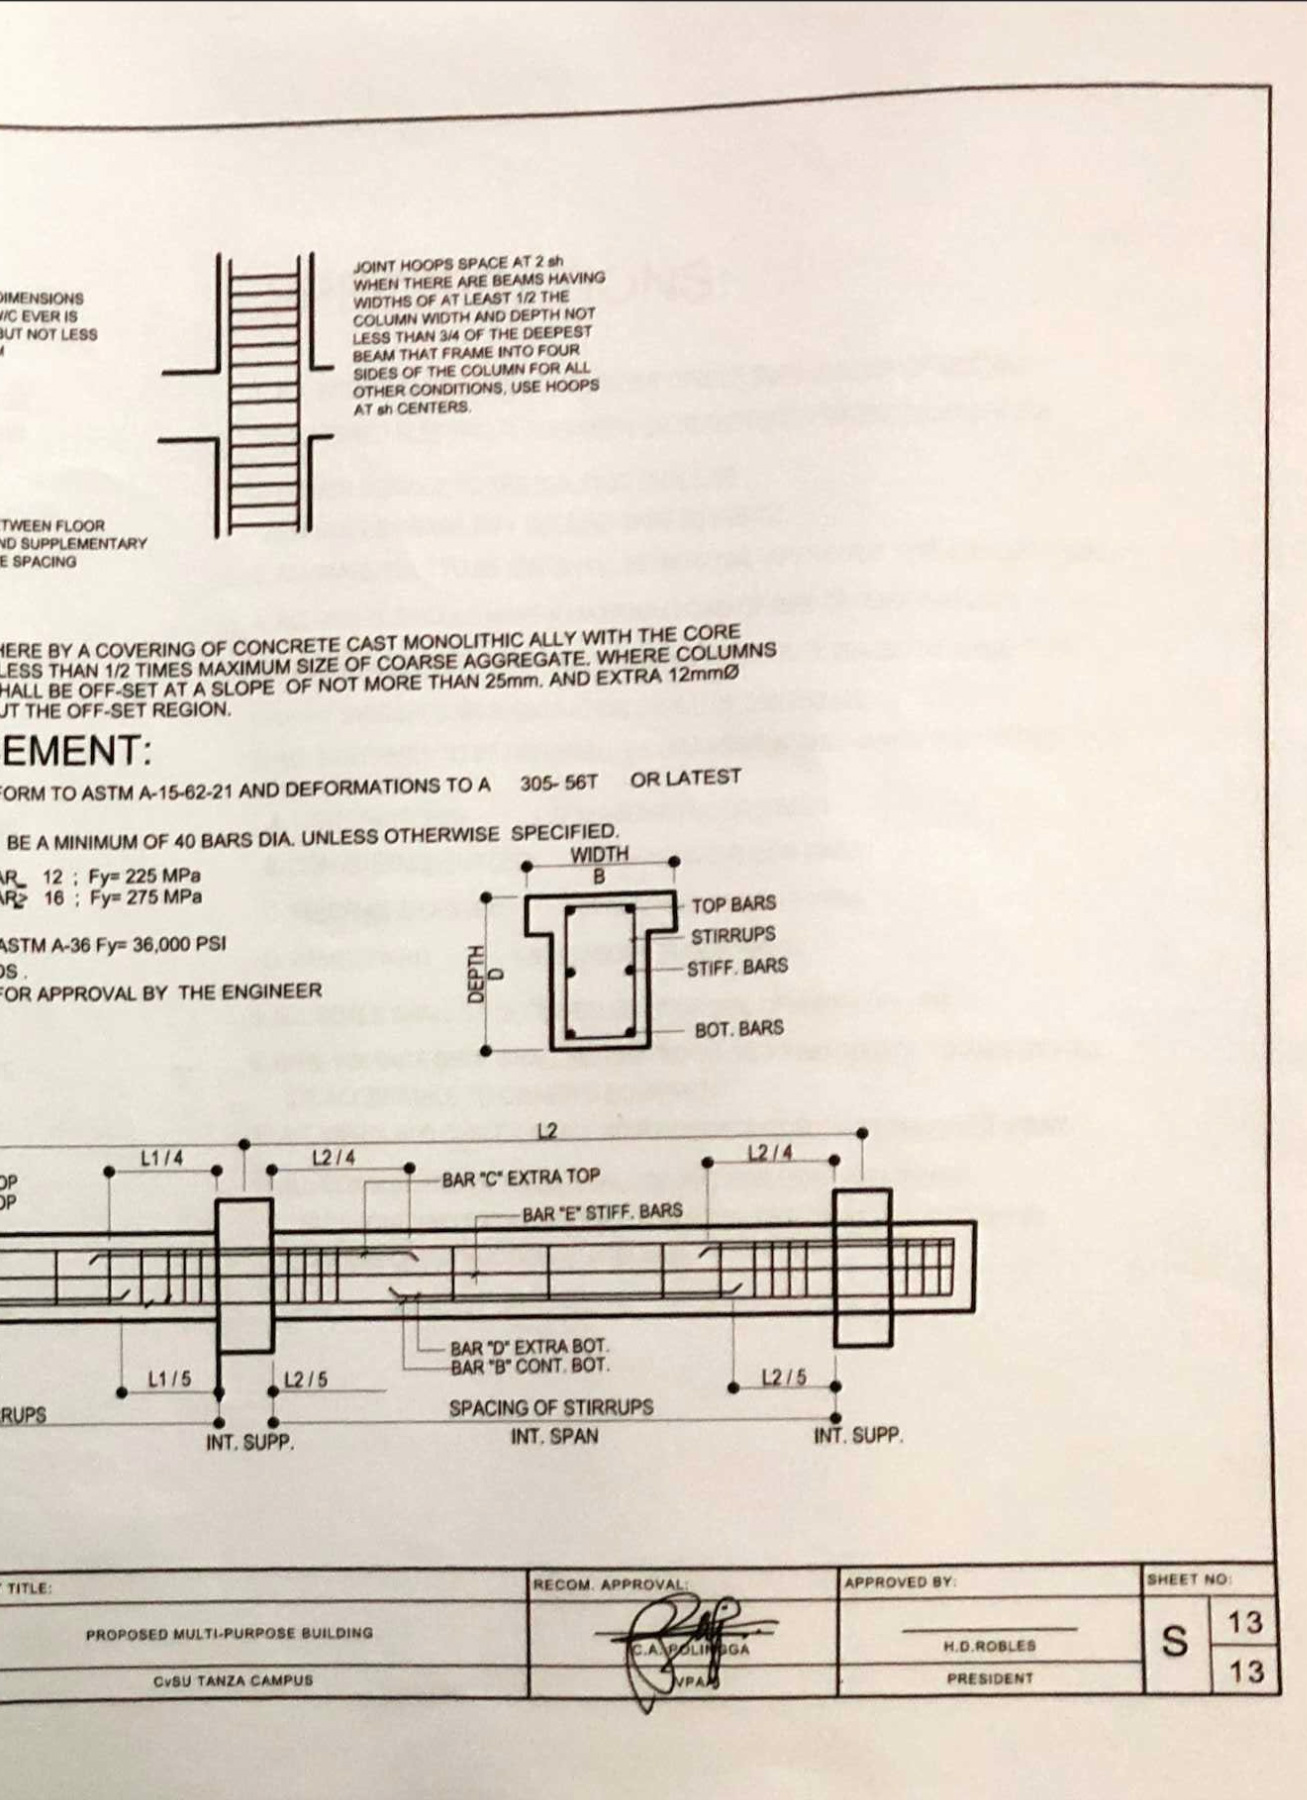 JOINT HOOPS SPACE AT 2 sh
WHEN THERE ARE BEAMS HAVING
WIDTHS OF AT LEAST 1/2 THE
COLUMN WIDTH AND DEPTH NOT
LESS THAN 3/4 OF THE DEEPEST
BEAM THAT FRAME INTO FOUR
SIDES OF THE COLUMN FOR ALL
OTHER CONDITIONS, USE HOOPS
AT sh CENTERS.
DIMENSIONS
W/C EVER IS
BUT NOT LESS
TWEEN FLOOR
ND SUPPLEMENTARY
E SPACING
HERE BY A COVERING OF CONCRETE CAST MONOLITHIC ALLY WITH THE CORE
LESS THAN 1/2 TIMES MAXIMUM SIZE OF COARSE AGGREGATE. WHERE COLUMNS
HALL BE OFF-SET AT A SLOPE OF NOT MORE THAN 25mm. AND EXTRA 12mmØ
UT THE OFF-SET REGION.
EMENT:
FORM TO ASTM A-15-62-21 AND DEFORMATIONS TO A 305- 56T OR LATEST
BE A MINIMUM OF 40 BARS DIA. UNLESS OTHERWISE SPECIFIED.
AR 12 ; Fy= 225 MPa
AR≥ 16 ; Fy= 275 MPa
ASTM A-36 Fy= 36,000 PSI
DS .
FOR APPROVAL BY THE ENGINEER
WIDTH
B
DEPTH
D
TOP BARS
STIRRUPS
STIFF. BARS
BOT. BARS
L2
L1/4
L2/4
L2/4
OP
OP
BAR "C" EXTRA TOP
BAR "E" STIFF. BARS
BAR "D" EXTRA BOT.
BAR "B" CONT. BOT.
L1/5
L2/5
L2/5
RUPS
SPACING OF STIRRUPS
INT. SUPP.
INT. SPAN
INT. SUPP.
TITLE:
PROPOSED MULTI-PURPOSE BUILDING
CvSU TANZA CAMPUS
RECOM. APPROVAL:
C.A. POLINGGA
APPROVED BY:
H.D.ROBLES
PRESIDENT
SHEET NO:
S
13
13